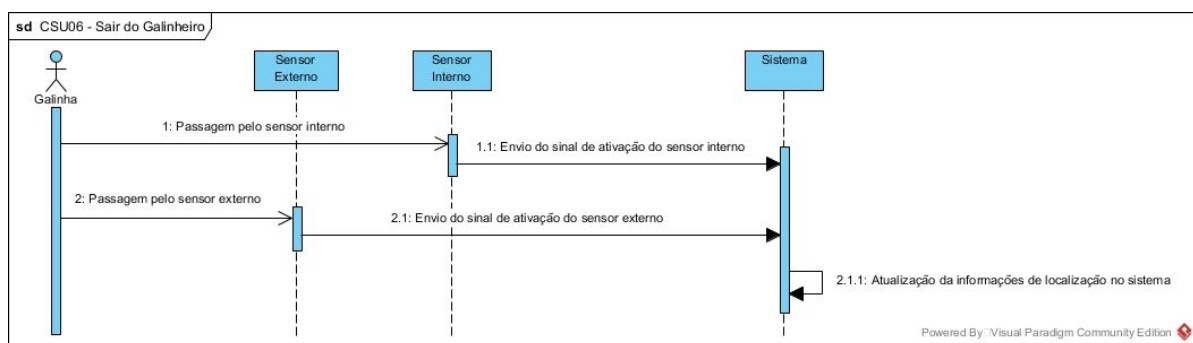 sd CSU06 - Sair do Galinheiro
Sensor
Externo
Sensor
Interno
Sistema
Galinha
1: Passagem pelo sensor interno
1.1: Envio do sinal de ativação do sensor interno
2: Passagem pelo sensor externo
2.1: Envio do sinal de ativação do sensor externo
2.1.1: Atualização da informações de localização no sistema
Powered By Visual Paradigm Community Edition